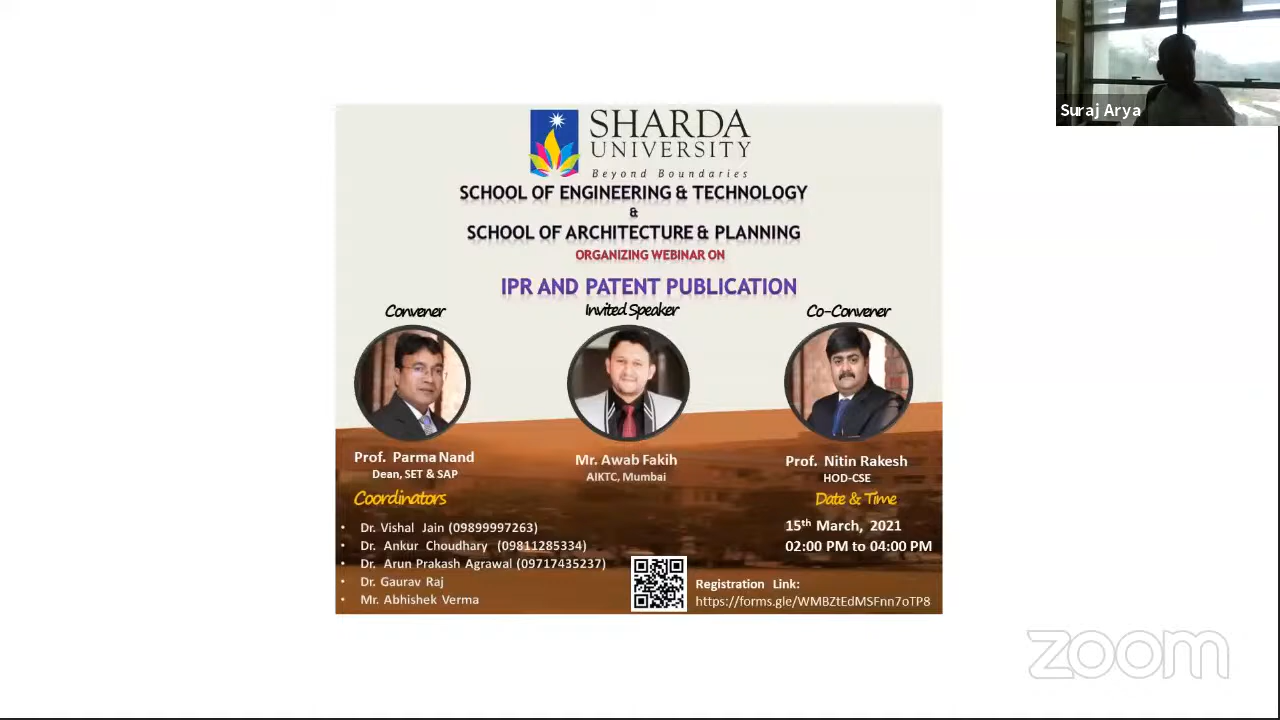 Suraj Arya
SHARDA
UNIVERSITY
Beyond Boundaries
SCHOOL OF ENGINEERING & TECHNOLOGY
&
SCHOOL OF ARCHITECTURE & PLANNING
ORGANIZING WEBINAR ON
IPR AND PATENT PUBLICATION
Convener
Invited Speaker
Co-Convener
Prof. Parma Nand
Dean, SET & SAP
Mr. Awab Fakih
AIKTC, Mumbai
Prof. Nitin Rakesh
HOD-CSE
Coordinators
• Dr. Vishal Jain (09899997263)
• Dr. Ankur Choudhary (09811285334)
• Dr. Arun Prakash Agrawal (09717435237)
• Dr. Gaurav Raj
• Mr. Abhishek Verma
Date & Time
15th March, 2021
02:00 PM to 04:00 PM
Registration Link:
https://forms.gle/WMBZtEdMSFnn7oTP8
zoom